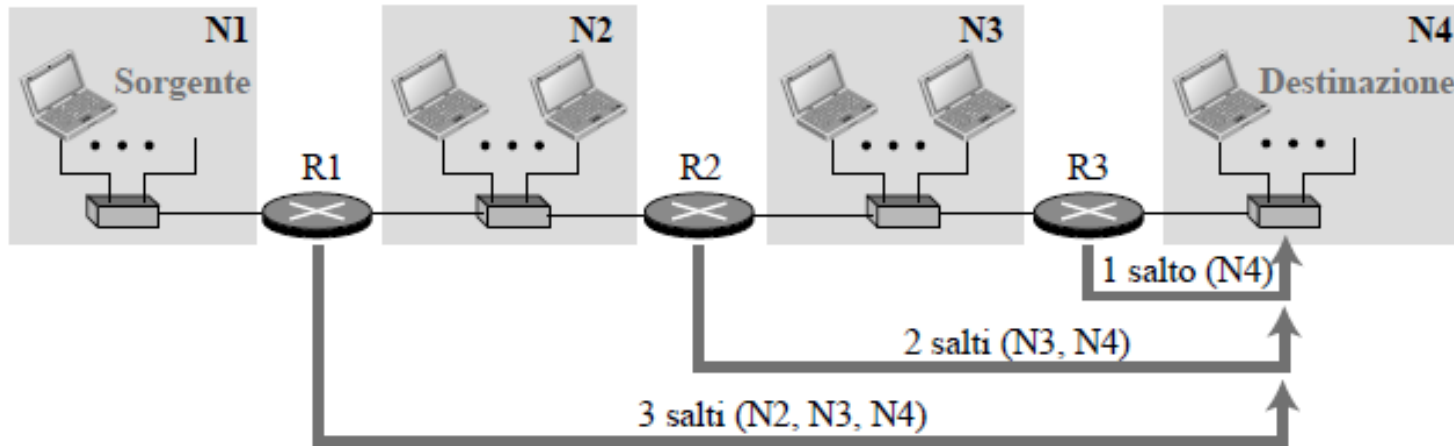 N1
Sorgente
N2
N3
N4
Destinazione
R1
R2
R3
1 salto (N4)
2 salti (N3, N4)
3 salti (N2, N3, N4)